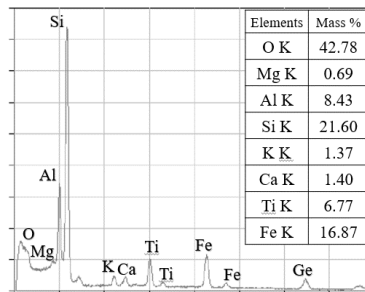 Si
Al
O
Mg
K
Ca
Ti
Ti
Fe
Fe
Ge
Elements Mass %
O K 42.78
Mg K 0.69
Al K 8.43
Si K 21.60
K K 1.37
Ca K 1.40
Ti K 6.77
Fe K 16.87